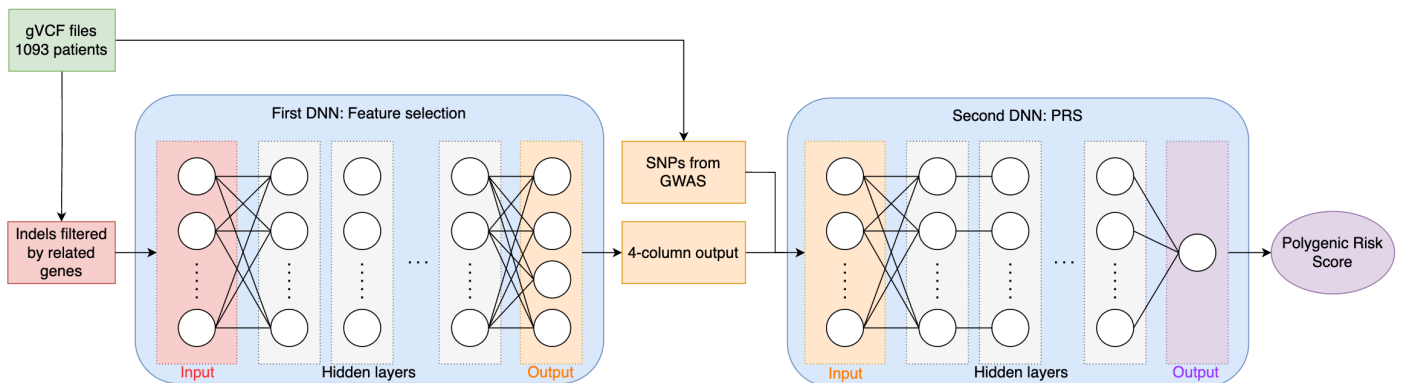 gVCF files
1093 patients
First DNN: Feature selection
Second DNN: PRS
SNPs from
GWAS
Indels filtered
by related
genes
4-column output
Polygenic Risk
Score
...
...
Input
Hidden layers
Output
Input
Hidden layers
Output